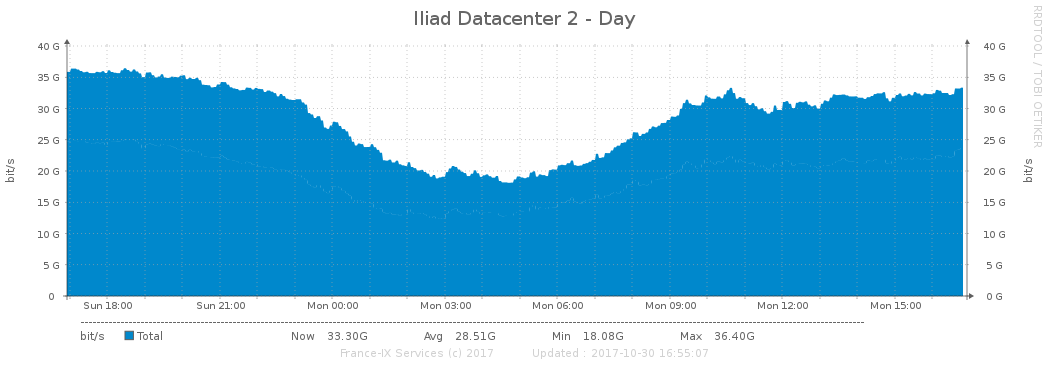 Iliad Datacenter 2 - Day
RRDTOOL / TOBI OETIKER
40 G 40 G
35 G 35 G
30 G 30 G
25 G 25 G
20 G 20 G
15 G 15 G
10 G 10 G
5 G 5 G
0 0 G
bit/s bit/s
Sun 18:00 Sun 21:00 Mon 00:00 Mon 03:00 Mon 06:00 Mon 09:00 Mon 12:00 Mon 15:00
bit/s Total Now 33.30G Avg 28.51G Min 18.08G Max 36.40G
France-IX Services (c) 2017 Updated : 2017-10-30 16:55:07